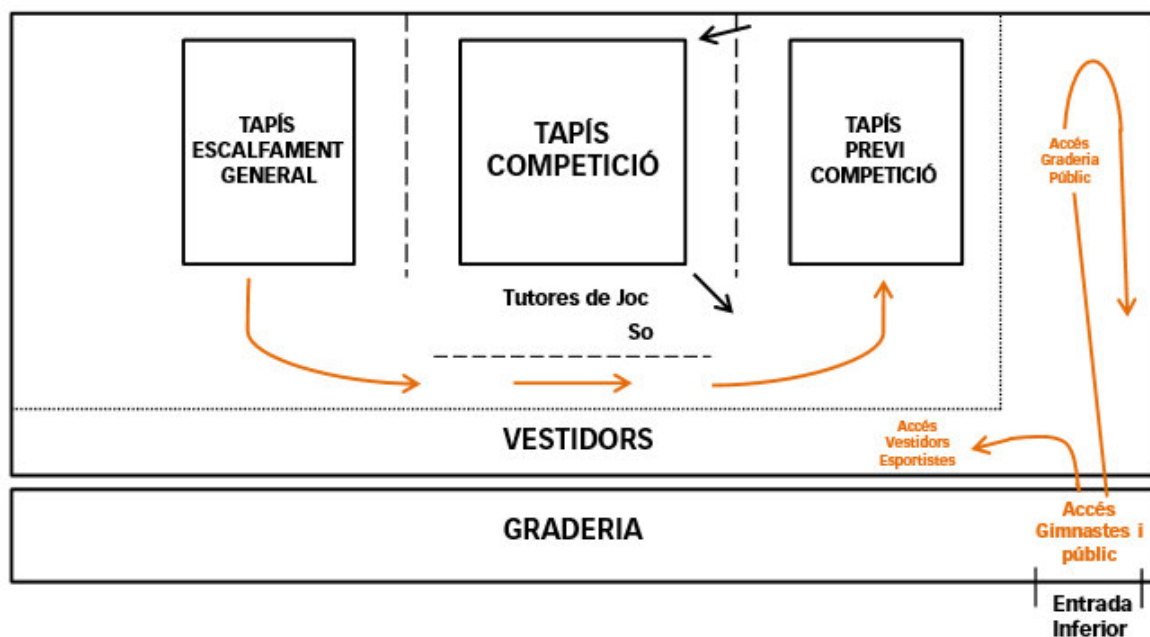 TAPÍS
ESCALFAMENT
GENERAL
TAPÍS
COMPETICIÓ
TAPÍS
PREVI
COMPETICIÓ
Accés
Graderia
Públic
Tutores de Joc
So
VESTIDORS
Accés
Vestidors
Esportistes
GRADERIA
Accés
Gimnastes i
públic
Entrada
Inferior